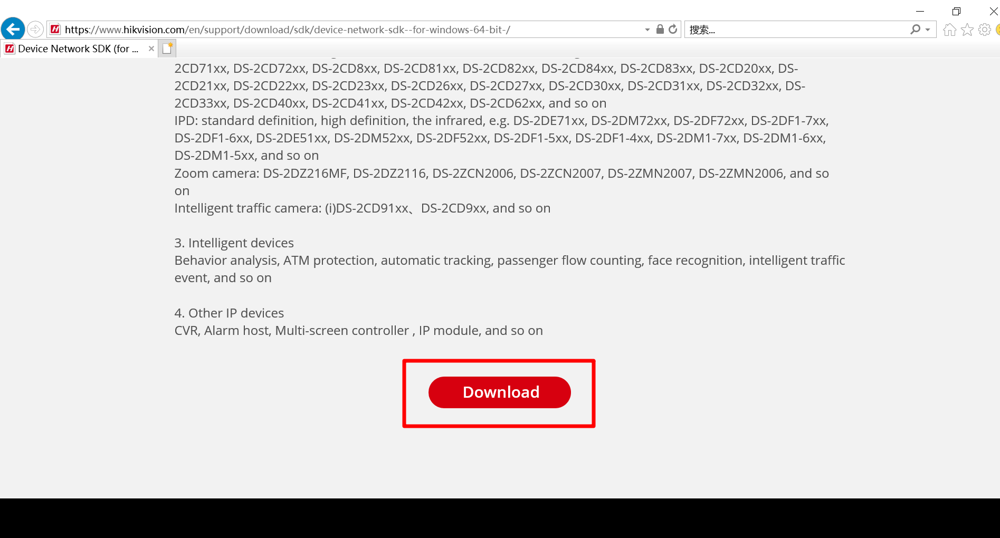 https://www.hikvision.com/en/support/download/sdk/device-network-sdk--for-windows-64-bit-/
搜索...
Device Network SDK (for ...
2CD71xx, DS-2CD72xx, DS-2CD8xx, DS-2CD81xx, DS-2CD82xx, DS-2CD84xx, DS-2CD83xx, DS-2CD20xx, DS-
2CD21xx, DS-2CD22xx, DS-2CD23xx, DS-2CD26xx, DS-2CD27xx, DS-2CD30xx, DS-2CD31xx, DS-2CD32xx, DS-
2CD33xx, DS-2CD40xx, DS-2CD41xx, DS-2CD42xx, DS-2CD62xx, and so on
IPD: standard definition, high definition, the infrared, e.g. DS-2DE71xx, DS-2DM72xx, DS-2DF72xx, DS-2DF1-7xx,
DS-2DF1-6xx, DS-2DE51xx, DS-2DM52xx, DS-2DF52xx, DS-2DF1-5xx, DS-2DF1-4xx, DS-2DM1-7xx, DS-2DM1-6xx,
DS-2DM1-5xx, and so on
Zoom camera: DS-2DZ216MF, DS-2DZ2116, DS-2ZCN2006, DS-2ZCN2007, DS-2ZMN2007, DS-2ZMN2006, and so
on
Intelligent traffic camera: (i)DS-2CD91xx、DS-2CD9xx, and so on
3. Intelligent devices
Behavior analysis, ATM protection, automatic tracking, passenger flow counting, face recognition, intelligent traffic
event, and so on
4. Other IP devices
CVR, Alarm host, Multi-screen controller , IP module, and so on
Download